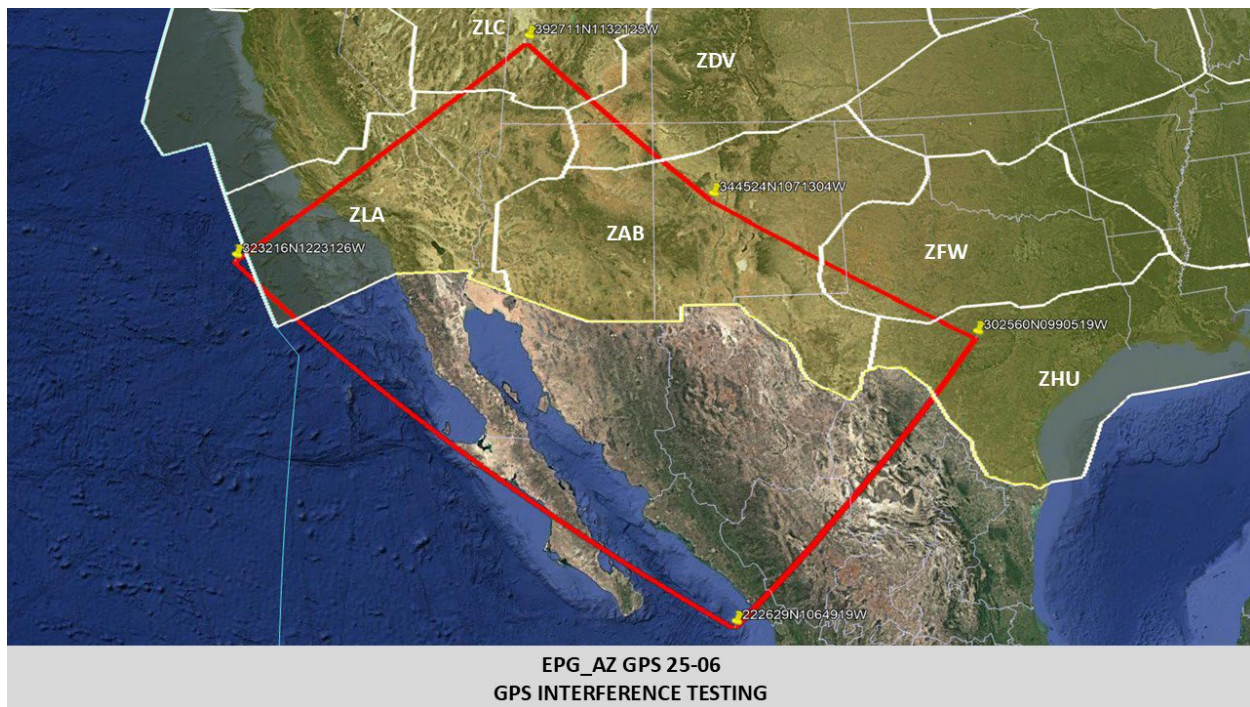 ZLC
392711N1132125W
ZDV
344524N1071304W
ZLA
ZAB
323216N1223126W
ZFW
302560N0990519W
ZHU
222629N1064919W
EPG_AZ GPS 25-06
GPS INTERFERENCE TESTING